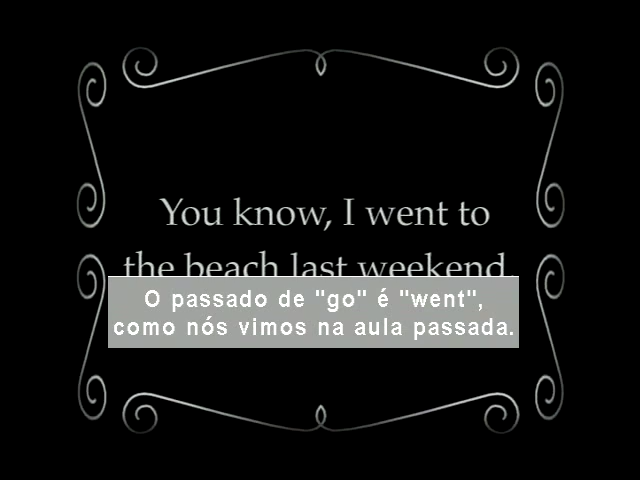 You know, I went to
the beach last weekend.
O passado de "go" é "went",
como nós vimos na aula passada.